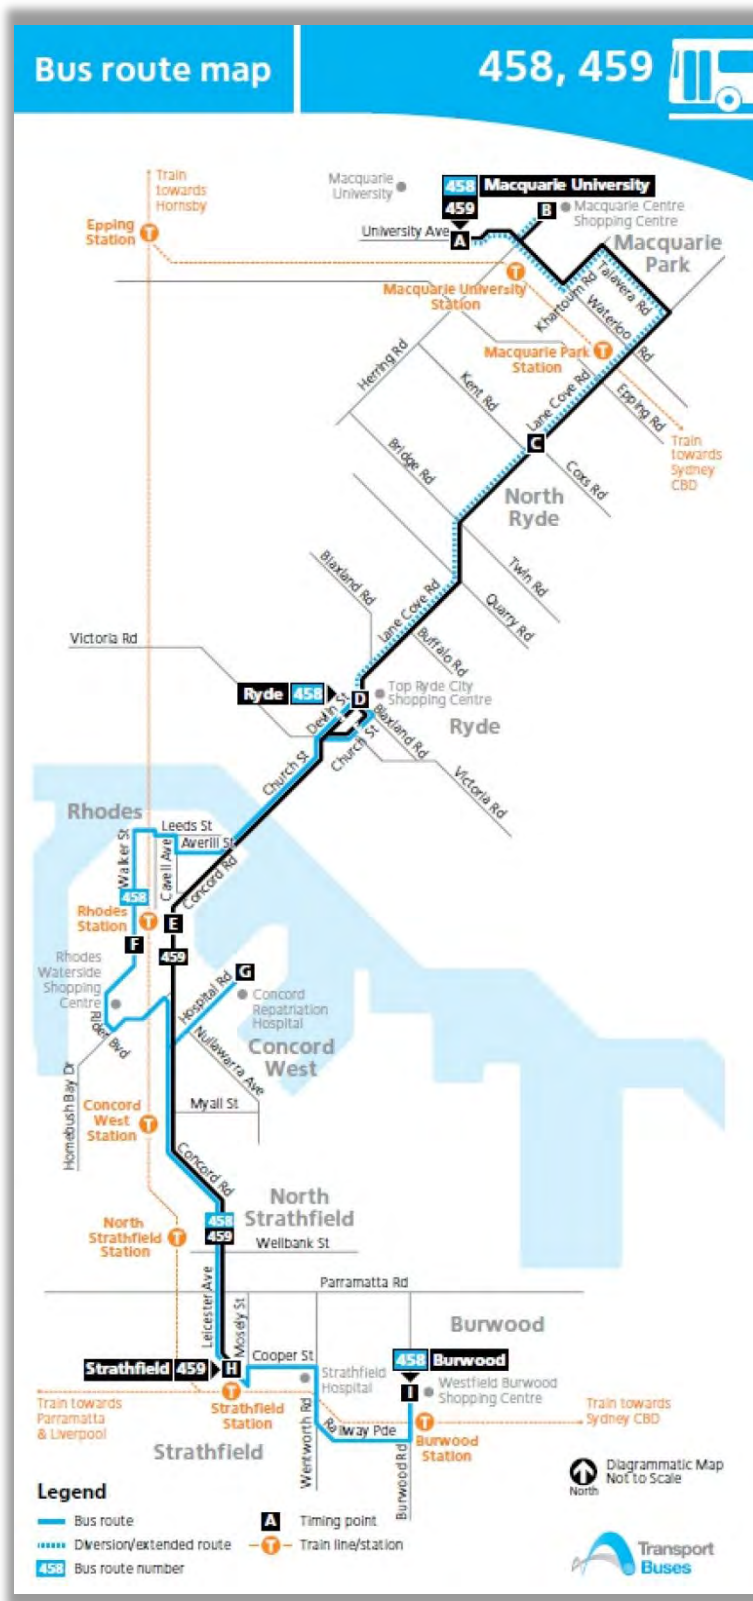 Bus route map
458, 459
Train
towards
Hornsby
Epping
Station
T
Macquarie
University
458 Macquarie University
459
A
B
Macquarie Centre
Shopping Centre
University Ave
Macquarie
Park
T
Macquarie University
Station
Khartoum Rd
Talavera Rd
Waterloo Rd
Herring Rd
Macquarie Park
Station
T
Kent Rd
Lane Cove Rd
Epping Rd
Train
towards
Sydney
CBD
C
Bridge Rd
Coxs Rd
North
Ryde
Twin Rd
Blaxland Rd
Quarry Rd
Lane Cove Rd
Buffalo Rd
Victoria Rd
Ryde 458
D
Top Ryde City
Shopping Centre
Devlin St
Blaxland Rd
Ryde
Church St
Church St
Victoria Rd
Rhodes
Leeds St
Averill St
Walker St
Cavell Ave
Concord Rd
458
Rhodes
Station
T
E
F
459
Rhodes
Waterside
Shopping
Centre
Hospital Rd
G
Concord
Repatriation
Hospital
Rider Blvd
Nullawarra Ave
Concord
West
Homebush Bay Dr
Myall St
Concord
West
Station
T
Concord Rd
North
Strathfield
North
Strathfield
Station
T
458
459
Wellbank St
Parramatta Rd
Leicester Ave
Mosely St
Burwood
Strathfield 459
H
Cooper St
458 Burwood
I
Strathfield
Hospital
Westfield Burwood
Shopping Centre
Train towards
Parramatta
& Liverpool
T
Strathfield
Station
Wentworth Rd
Railway Pde
T
Burwood
Station
Train towards
Sydney CBD
Strathfield
Burwood Rd
North
Diagrammatic Map
Not to Scale
Legend
Bus route
Diversion/extended route
458 Bus route number
A Timing point
T Train line/station
Transport
Buses